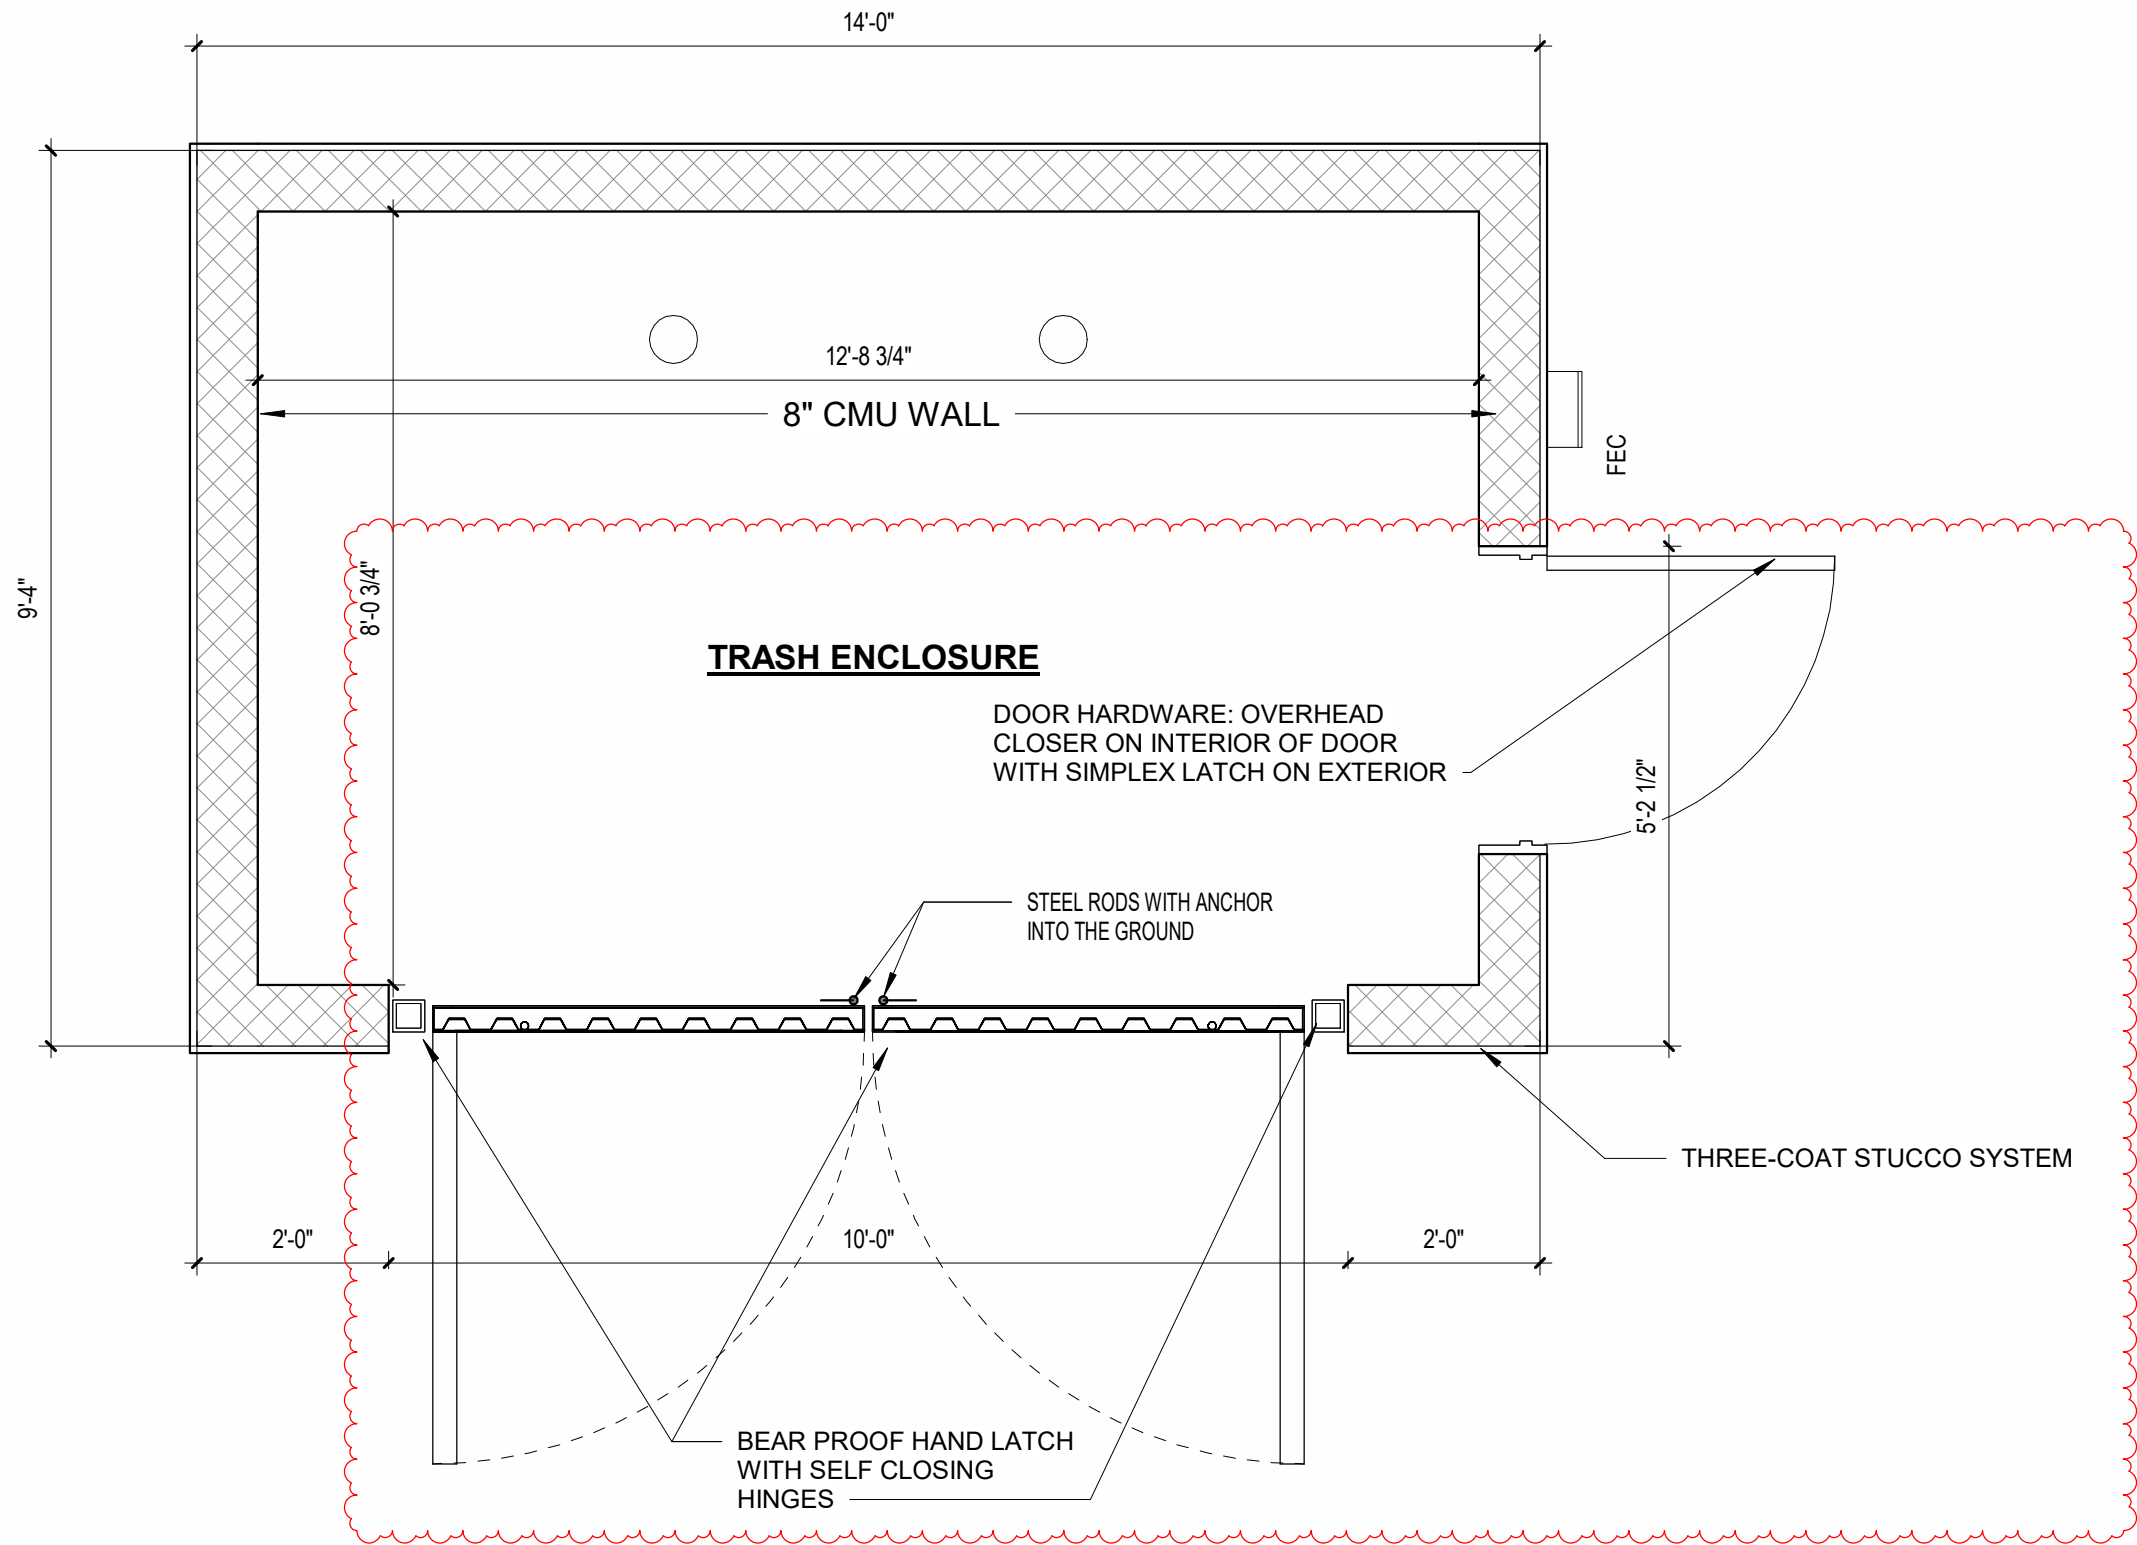 14'-0"
12'-8 3/4"
8" CMU WALL
FEC
9'-4"
8'-0 3/4"
TRASH ENCLOSURE
DOOR HARDWARE: OVERHEAD
CLOSER ON INTERIOR OF DOOR
WITH SIMPLEX LATCH ON EXTERIOR
5'-2 1/2"
STEEL RODS WITH ANCHOR
INTO THE GROUND
THREE-COAT STUCCO SYSTEM
2'-0"
10'-0"
2'-0"
BEAR PROOF HAND LATCH
WITH SELF CLOSING
HINGES